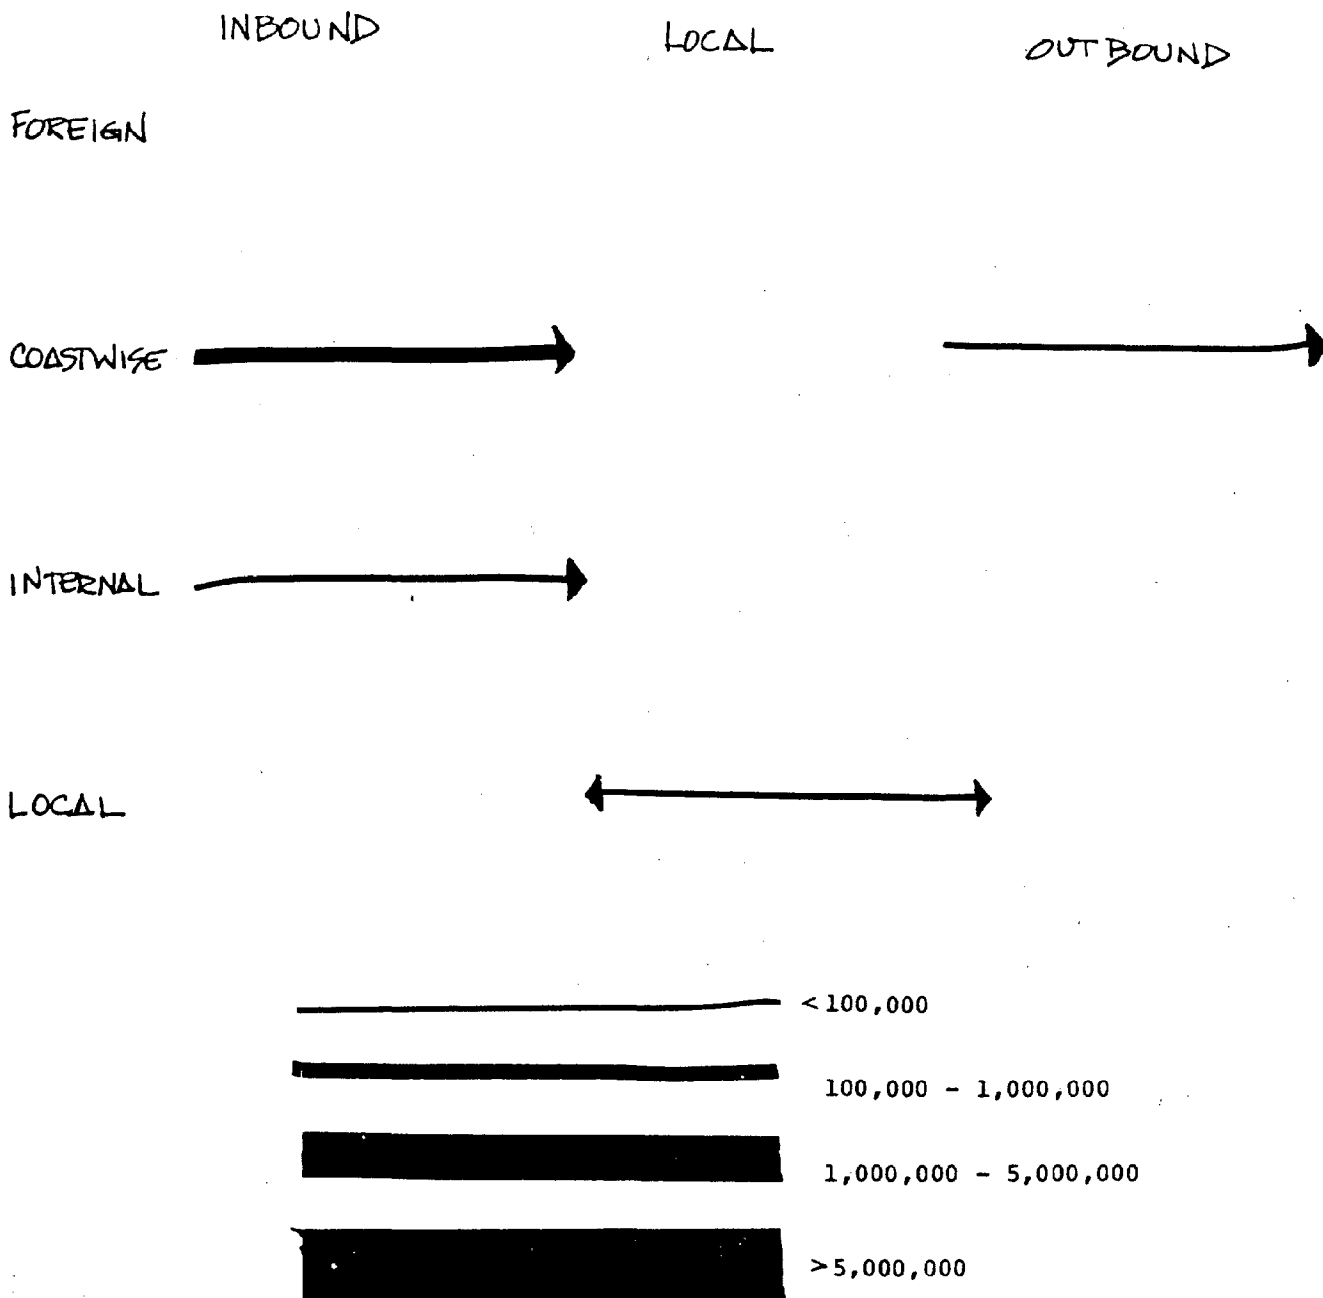 INBOUND LOCAL OUTBOUND
FOREIGN
COASTWISE
INTERNAL
LOCAL
<100,000
100,000 - 1,000,000
1,000,000 - 5,000,000
>5,000,000